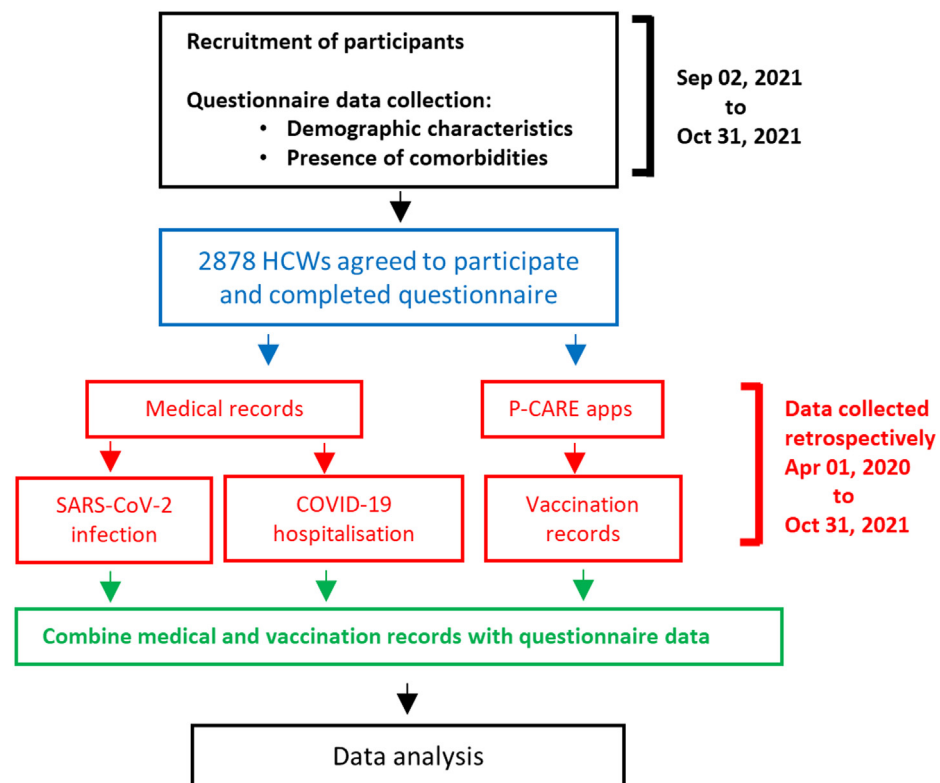 Recruitment of participants
Questionnaire data collection:
• Demographic characteristics
• Presence of comorbidities
Sep 02, 2021
to
Oct 31, 2021
2878 HCWs agreed to participate
and completed questionnaire
Medical records
P-CARE apps
Data collected
retrospectively
Apr 01, 2020
to
Oct 31, 2021
SARS-CoV-2
infection
COVID-19
hospitalisation
Vaccination
records
Combine medical and vaccination records with questionnaire data
Data analysis